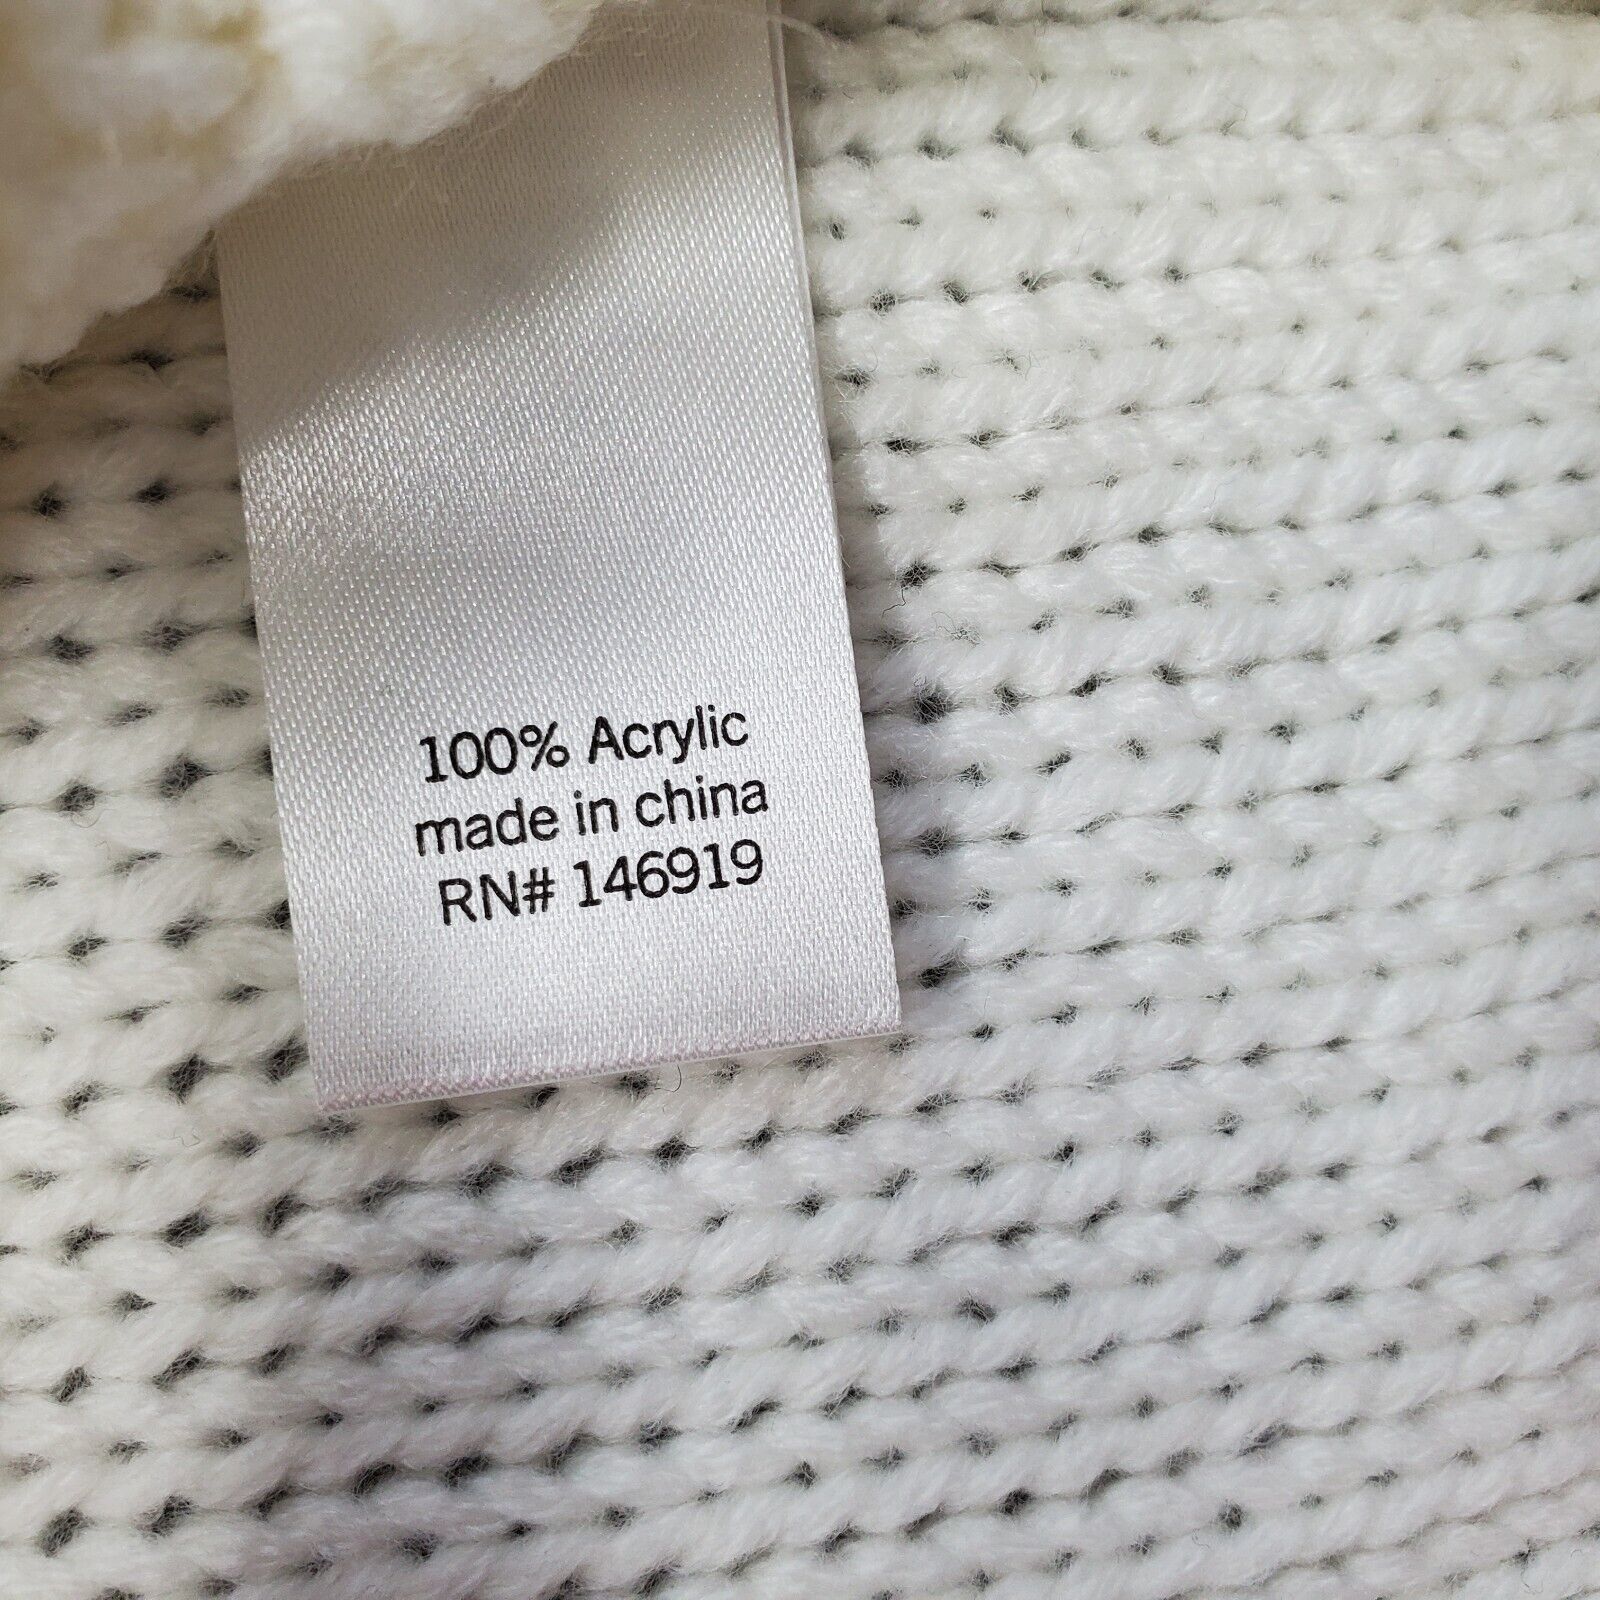 100% Acrylic
made in china
RN# 146919